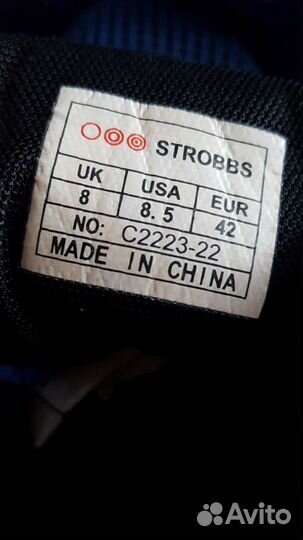 STROBBS
UK USA EUR
8 8.5 42
NO: C2223-22
MADE IN CHINA
Avito